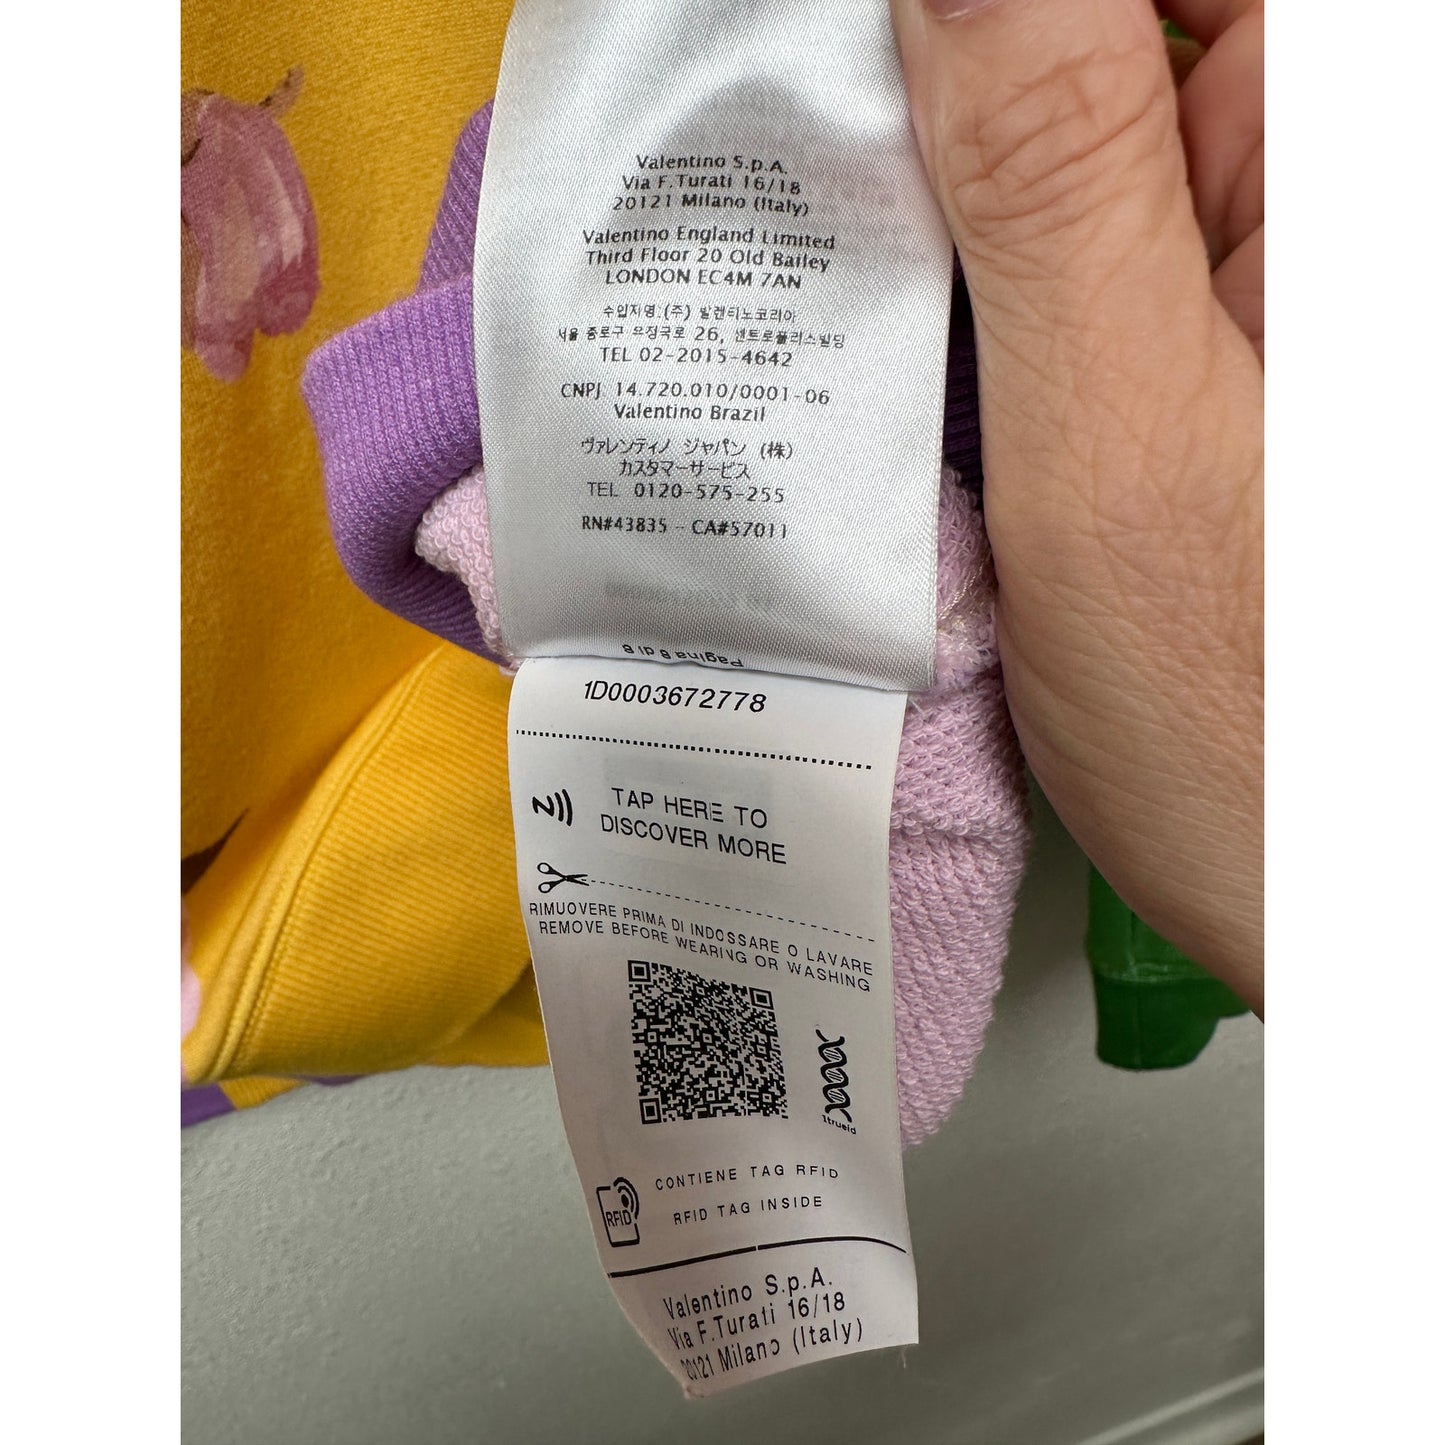 Valentino S.p.A.
Via F.Turati 16/18
20121 Milano (Italy)
Valentino England Limited
Third Floor 20 Old Bailey
LONDON EC4M 7AN
수입자명:(주) 발렌티노코리아
서울 종로구 우정국로 26, 센트로폴리스빌딩
TEL 02-2015-4642
CNPJ 14.720.010/0001-06
Valentino Brazil
ヴァレンティノ ジャパン (株)
カスタマーサービス
TEL 0120-575-255
RN#43835 - CA#57011
Pagina 8 di 8
1D0003672778
TAP HERE TO
DISCOVER MORE
RIMUOVERE PRIMA DI INDOSSARE O LAVARE
REMOVE BEFORE WEARING OR WASHING
1trueid
CONTIENE TAG RFID
RFID TAG INSIDE
RFID
Valentino S.p.A.
Via F.Turati 16/18
20121 Milano (Italy)